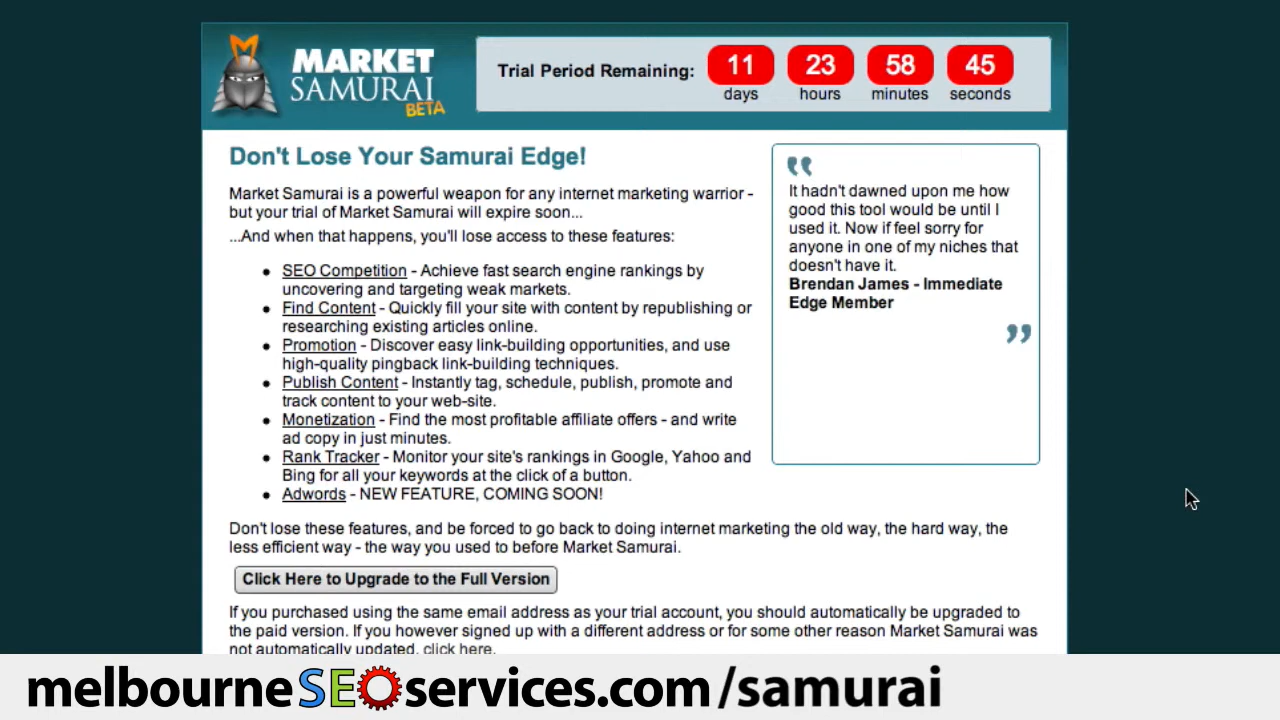 MARKET
SAMURAI
BETA
Trial Period Remaining:
11 23 58 45
days hours minutes seconds
Don't Lose Your Samurai Edge!
Market Samurai is a powerful weapon for any internet marketing warrior -
but your trial of Market Samurai will expire soon...
...And when that happens, you'll lose access to these features:
• SEO Competition - Achieve fast search engine rankings by
uncovering and targeting weak markets.
• Find Content - Quickly fill your site with content by republishing or
researching existing articles online.
• Promotion - Discover easy link-building opportunities, and use
high-quality pingback link-building techniques.
• Publish Content - Instantly tag, schedule, publish, promote and
track content to your web-site.
• Monetization - Find the most profitable affiliate offers - and write
ad copy in just minutes.
• Rank Tracker - Monitor your site's rankings in Google, Yahoo and
Bing for all your keywords at the click of a button.
• Adwords - NEW FEATURE, COMING SOON!
“
It hadn't dawned upon me how
good this tool would be until I
used it. Now if feel sorry for
anyone in one of my niches that
doesn't have it.
Brendan James - Immediate
Edge Member
”
Don't lose these features, and be forced to go back to doing internet marketing the old way, the hard way, the
less efficient way - the way you used to before Market Samurai.
Click Here to Upgrade to the Full Version
If you purchased using the same email address as your trial account, you should automatically be upgraded to
the paid version. If you however signed up with a different address or for some other reason Market Samurai was
not automatically updated, click here.
melbourneSEOservices.com/samurai